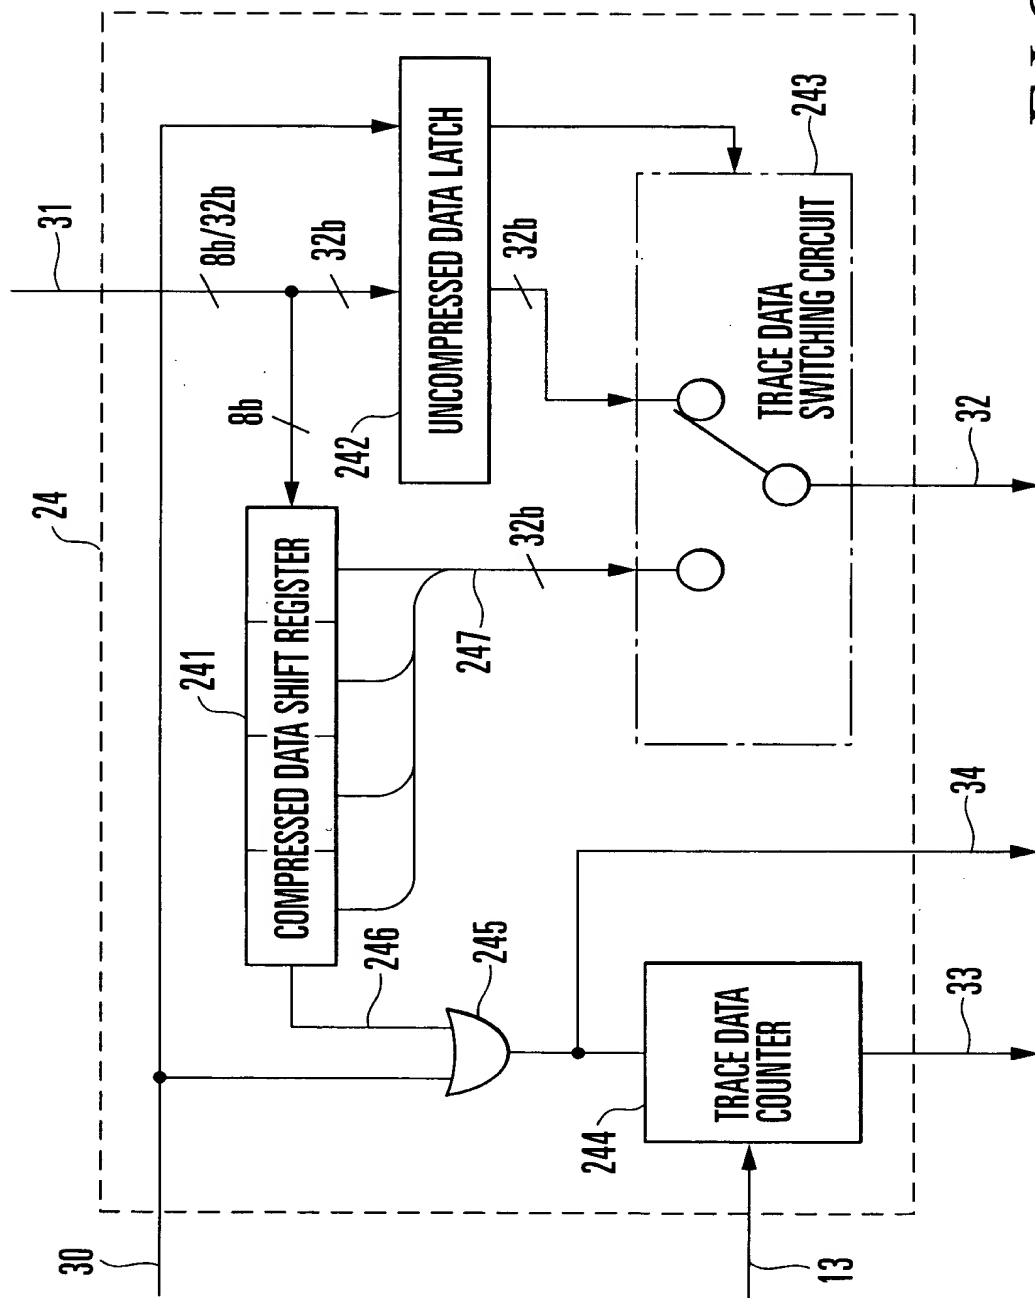 24
31
30
241
8b/32b
8b
COMPRESSED DATA SHIFT REGISTER
32b
242
246
UNCOMPRESSED DATA LATCH
247
245
32b
32b
244
TRACE DATA
COUNTER
TRACE DATA
SWITCHING CIRCUIT
243
13
33
34
32